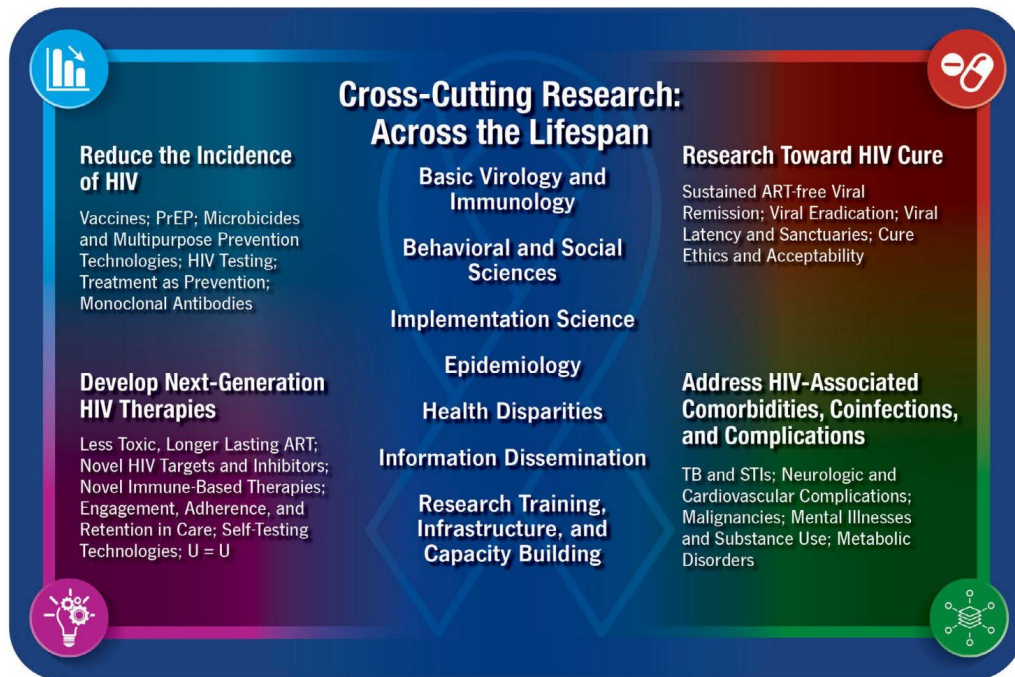 Cross-Cutting Research:
Across the Lifespan
Reduce the Incidence
of HIV
Vaccines; PrEP; Microbicides
and Multipurpose Prevention
Technologies; HIV Testing;
Treatment as Prevention;
Monoclonal Antibodies
Develop Next-Generation
HIV Therapies
Less Toxic, Longer Lasting ART;
Novel HIV Targets and Inhibitors;
Novel Immune-Based Therapies;
Engagement, Adherence, and
Retention in Care; Self-Testing
Technologies; U = U
Basic Virology and
Immunology
Behavioral and Social
Sciences
Implementation Science
Epidemiology
Health Disparities
Information Dissemination
Research Training,
Infrastructure, and
Capacity Building
Research Toward HIV Cure
Sustained ART-free Viral
Remission; Viral Eradication; Viral
Latency and Sanctuaries; Cure
Ethics and Acceptability
Address HIV-Associated
Comorbidities, Coinfections,
and Complications
TB and STIs; Neurologic and
Cardiovascular Complications;
Malignancies; Mental Illnesses
and Substance Use; Metabolic
Disorders